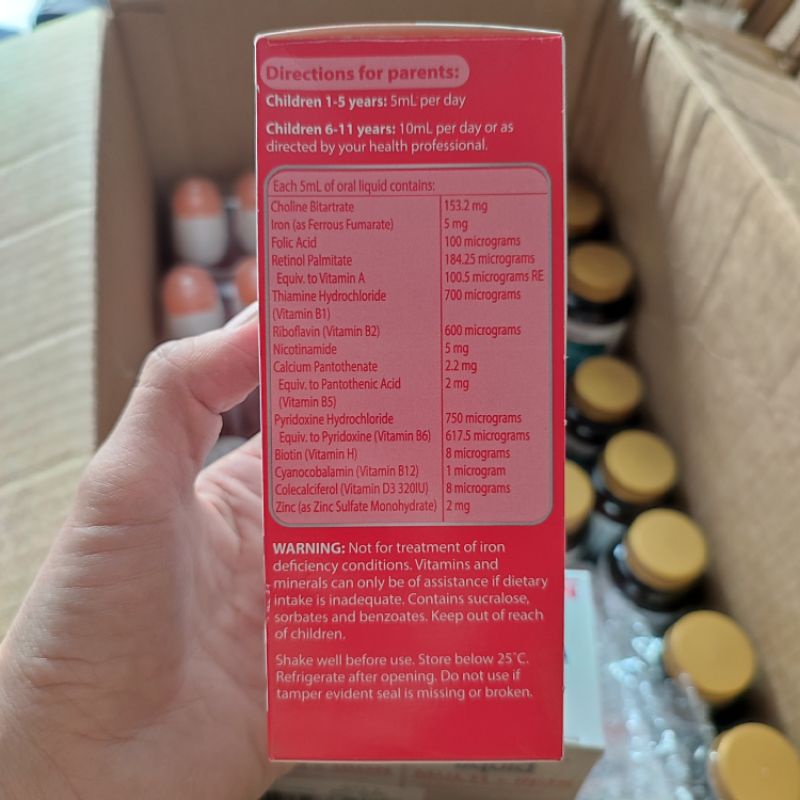 Directions for parents:
Children 1-5 years: 5mL per day
Children 6-11 years: 10mL per day or as
directed by your health professional.
Each 5mL of oral liquid contains:
Choline Bitartrate 153.2 mg
Iron (as Ferrous Fumarate) 5 mg
Folic Acid 100 micrograms
Retinol Palmitate 184.25 micrograms
Equiv. to Vitamin A 100.5 micrograms RE
Thiamine Hydrochloride 700 micrograms
(Vitamin B1)
Riboflavin (Vitamin B2) 600 micrograms
Nicotinamide 5 mg
Calcium Pantothenate 2.2 mg
Equiv. to Pantothenic Acid 2 mg
(Vitamin B5)
Pyridoxine Hydrochloride 750 micrograms
Equiv. to Pyridoxine (Vitamin B6) 617.5 micrograms
Biotin (Vitamin H) 8 micrograms
Cyanocobalamin (Vitamin B12) 1 microgram
Colecalciferol (Vitamin D3 320IU) 8 micrograms
Zinc (as Zinc Sulfate Monohydrate) 2 mg
WARNING: Not for treatment of iron
deficiency conditions. Vitamins and
minerals can only be of assistance if dietary
intake is inadequate. Contains sucralose,
sorbates and benzoates. Keep out of reach
of children.
Shake well before use. Store below 25°C.
Refrigerate after opening. Do not use if
tamper evident seal is missing or broken.